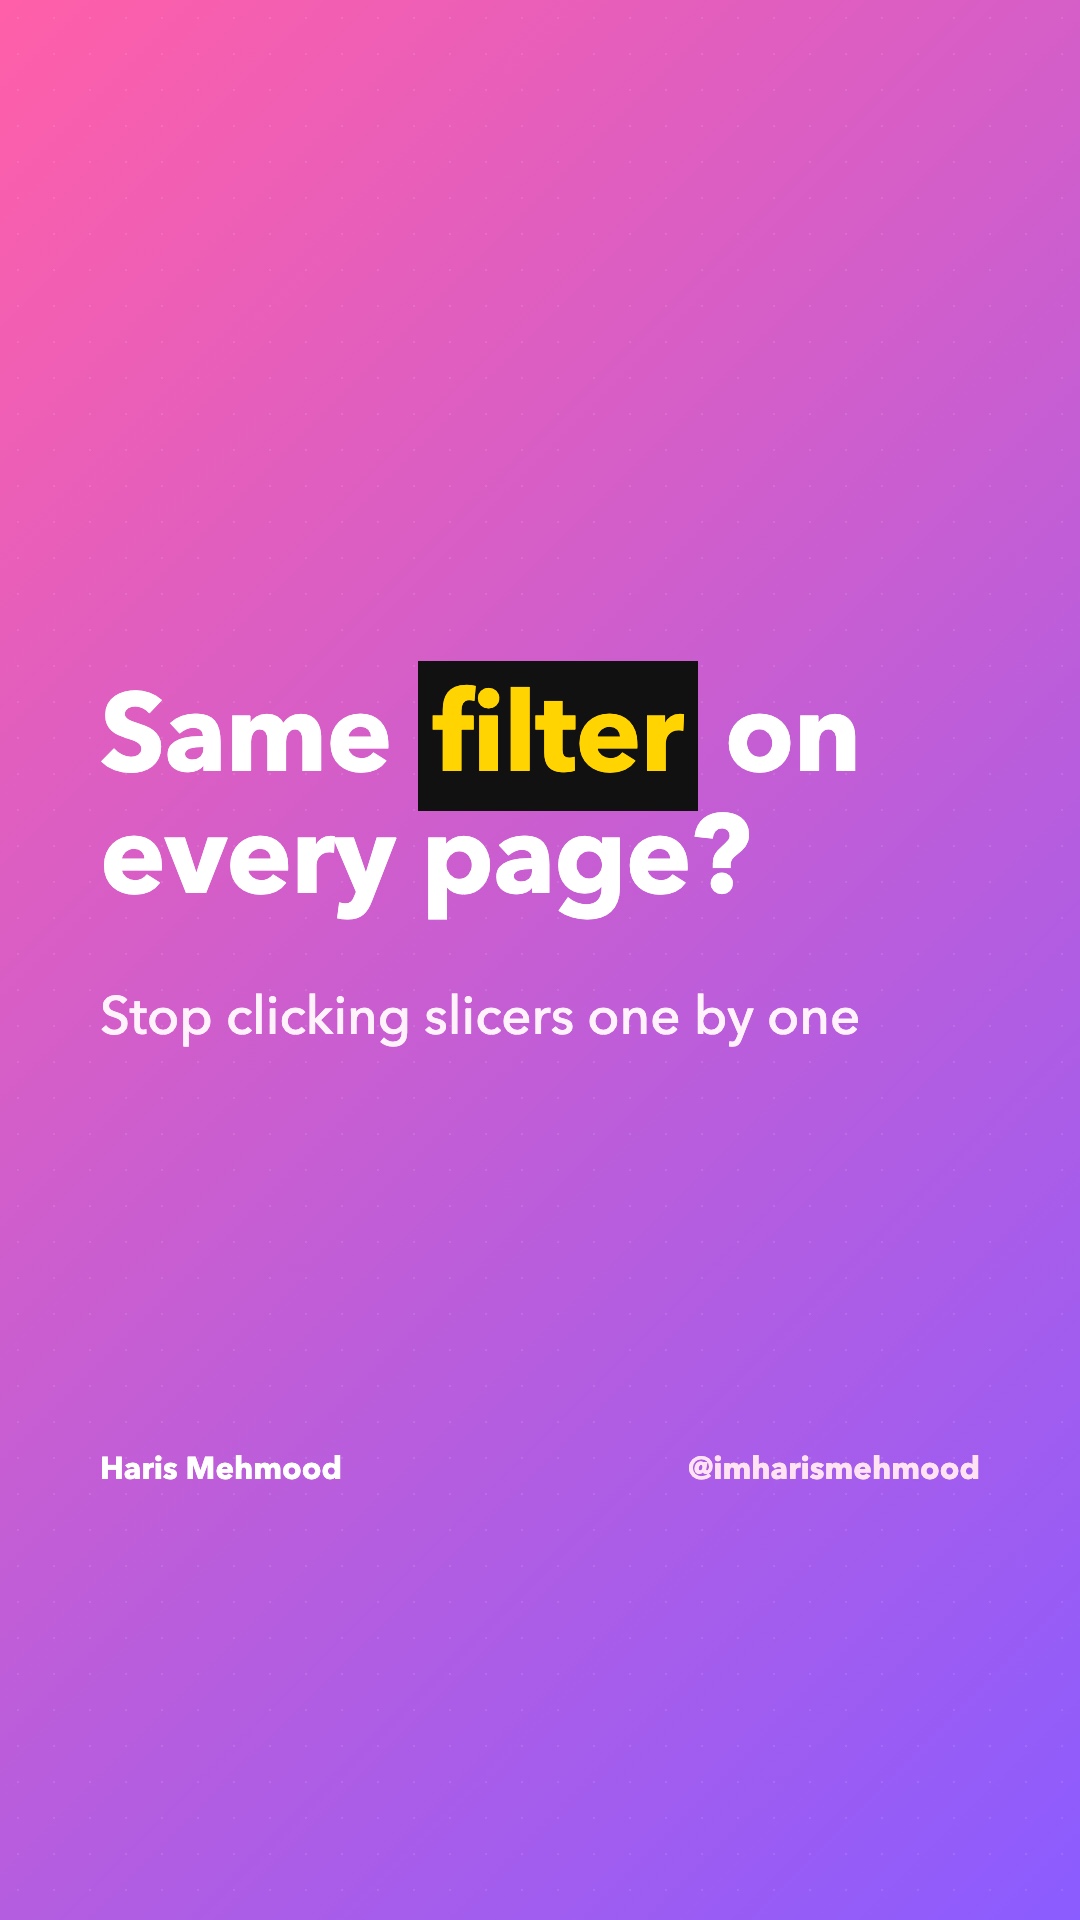 Same filter on
every page?
Stop clicking slicers one by one
Haris Mehmood
@imharismehmood